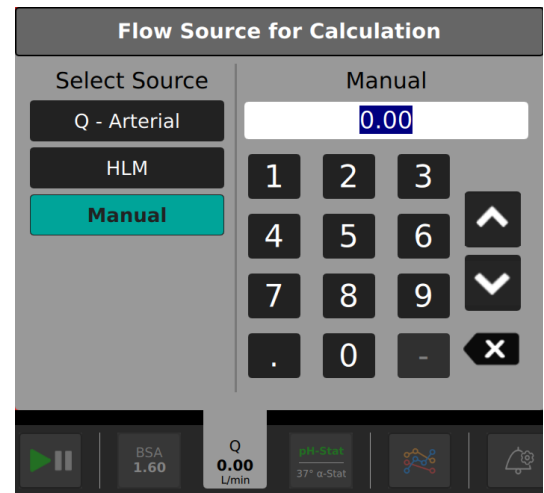 Flow Source for Calculation
Select Source
Manual
Q - Arterial
0.00
HLM
Manual
1 2 3
4 5 6
7 8 9
. 0 -
BSA
1.60
Q
0.00
L/min
pH-Stat
37° α-Stat